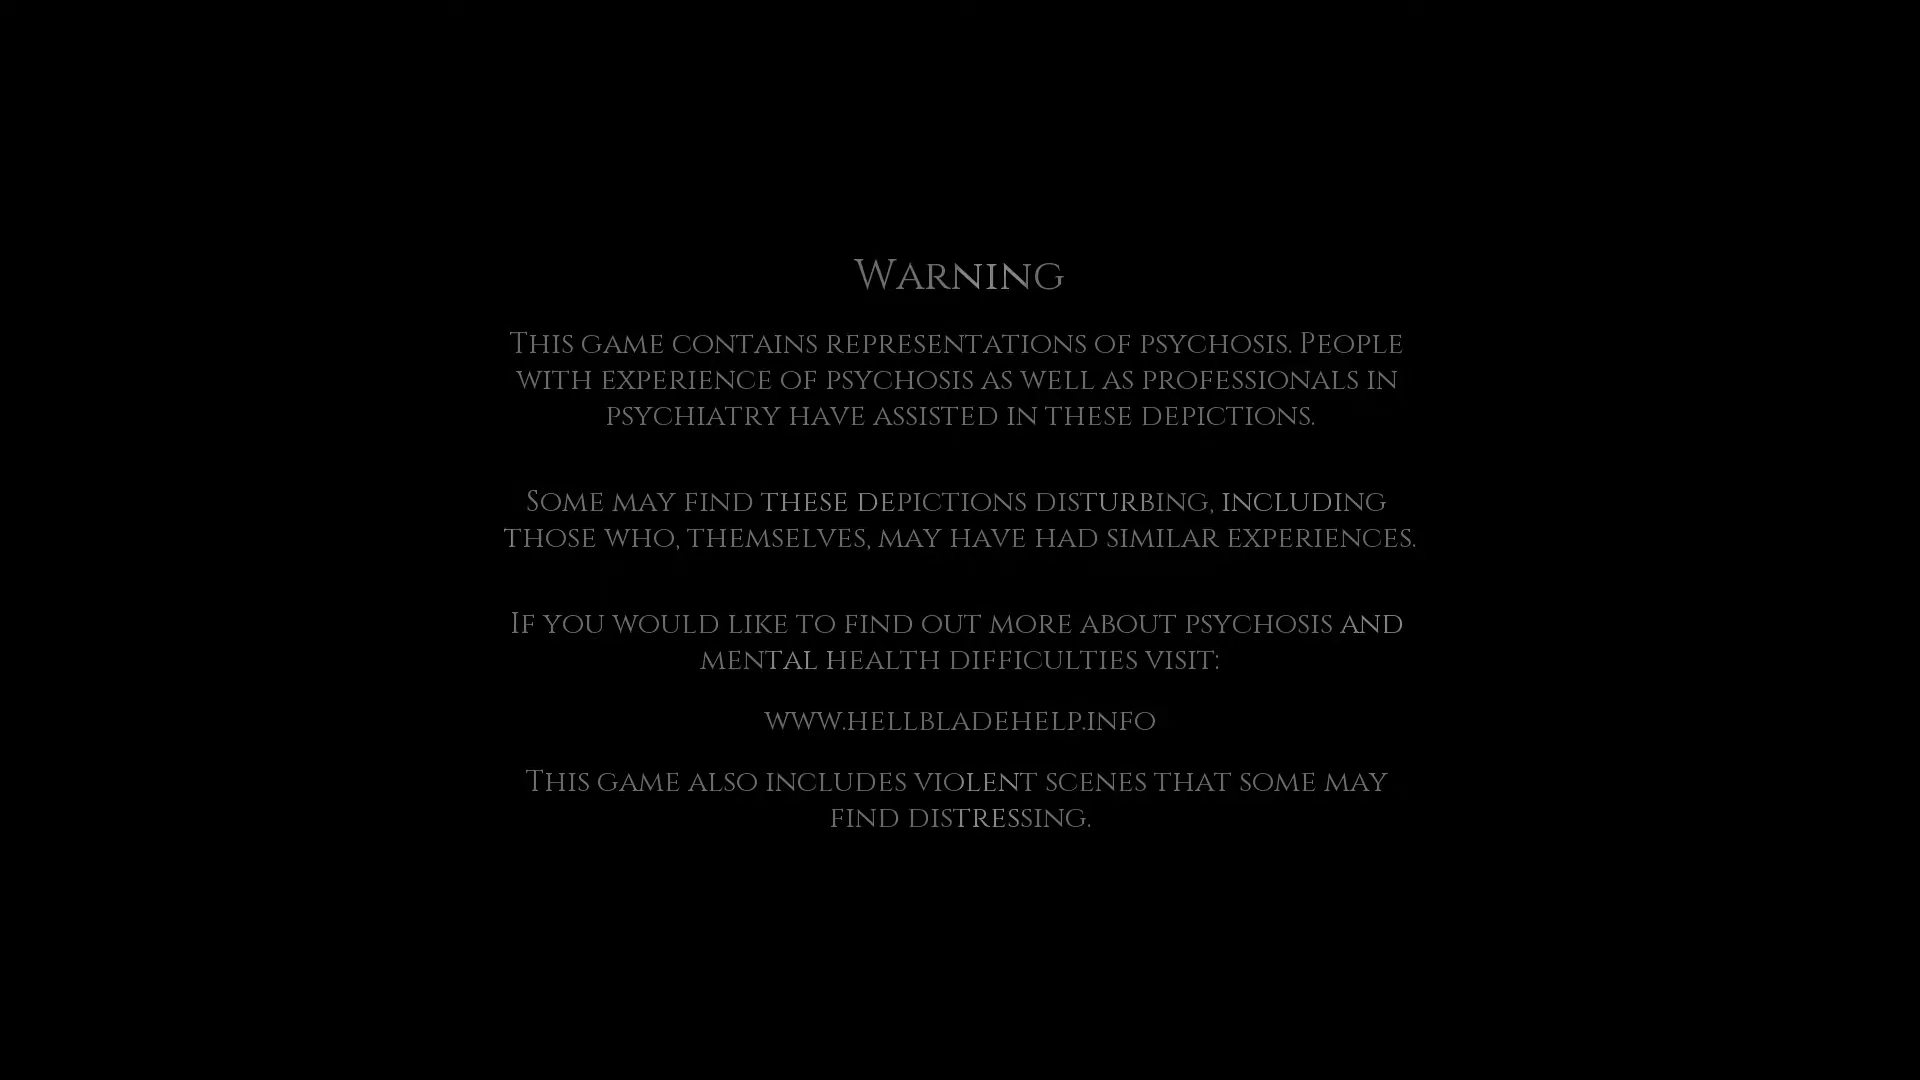 Warning
This game contains representations of psychosis. People
with experience of psychosis as well as professionals in
psychiatry have assisted in these depictions.
Some may find these depictions disturbing, including
those who, themselves, may have had similar experiences.
If you would like to find out more about psychosis and
mental health difficulties visit:
www.hellbladehelp.info
This game also includes violent scenes that some may
find distressing.